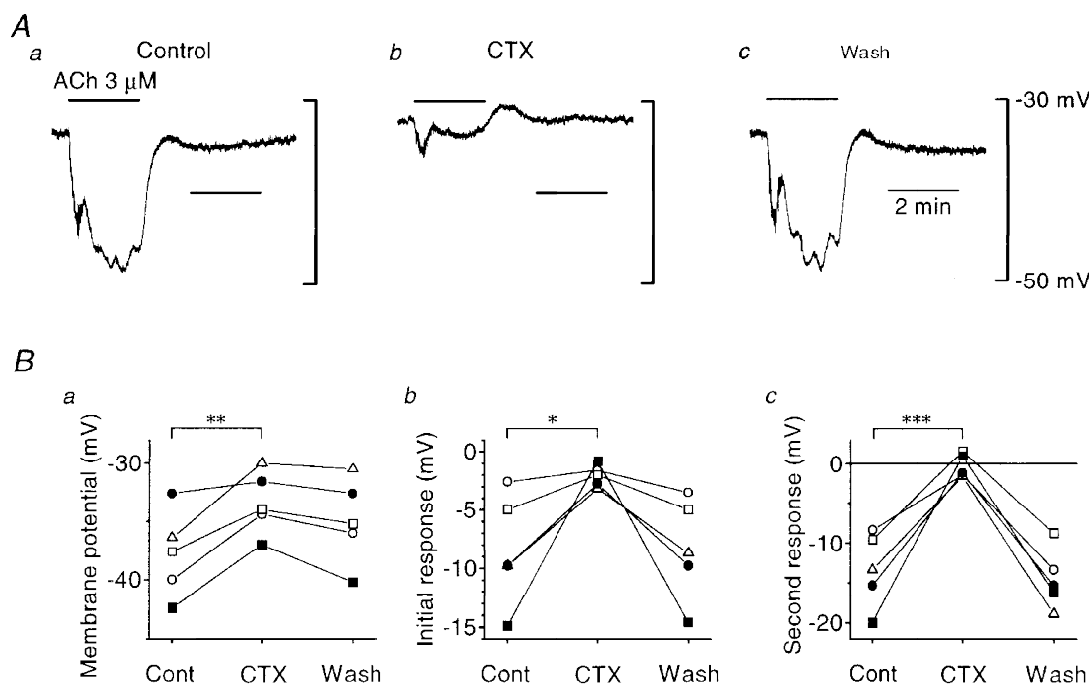 A
a Control
b CTX
c Wash
ACh 3 μM
-30 mV
2 min
-50 mV
B
a
**
Membrane potential (mV)
-30
-40
Cont CTX Wash
b
*
Initial response (mV)
0
-5
-10
-15
Cont CTX Wash
c
***
Second response (mV)
0
-10
-20
Cont CTX Wash